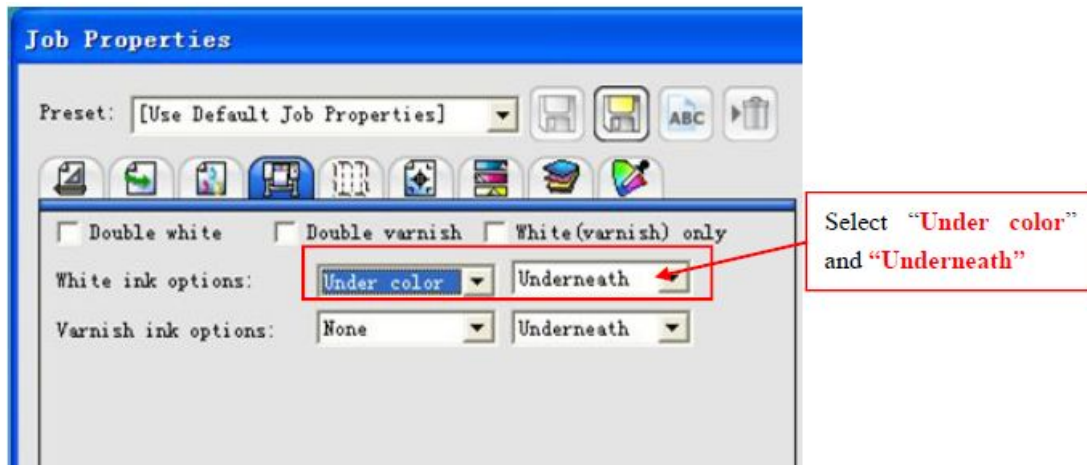 Job Properties
Preset: [Use Default Job Properties]
ABC
Double white Double varnish White(varnish) only
White ink options: Under color Underneath
Varnish ink options: None Underneath
Select “Under color”
and “Underneath”